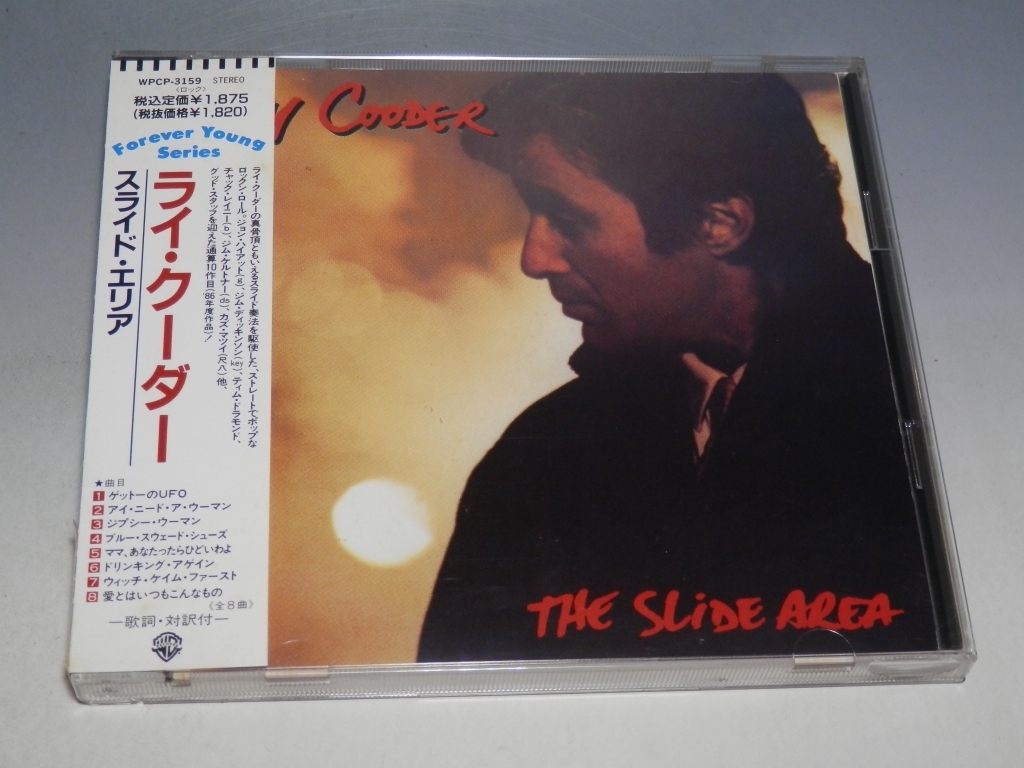 WPCP-3159 STEREO
〈ロック〉
税込定価¥1,875
(税抜価格¥1,820)
Forever Young
Series
ライ・クーダー
スライド・エリア
ライ・クーダーの真骨頂ともいえるスライド奏法を駆使した、ストレートでポップな
ロックン・ロール。ジョン・ハイアット(g)、ジム・ディッキンソン(key)、ティム・ドラモンド、
チャック・レイニー(b)、ジム・ケルトナー(ds)、カズ・マツイ(尺八)他、
グッド・スタッフを迎えた通算10作目('86年度作品)!
★曲目
1 ゲットーのUFO
2 アイ・ニード・ア・ウーマン
3 ジプシー・ウーマン
4 ブルー・スウェード・シューズ
5 ママ、あなたったらひどいわよ
6 ドリンキング・アゲイン
7 ウィッチ・ケイム・ファースト
8 愛とはいつもこんなもの
〈全8曲〉
—歌詞・対訳付—
Y COODER
THE SLIDE AREA